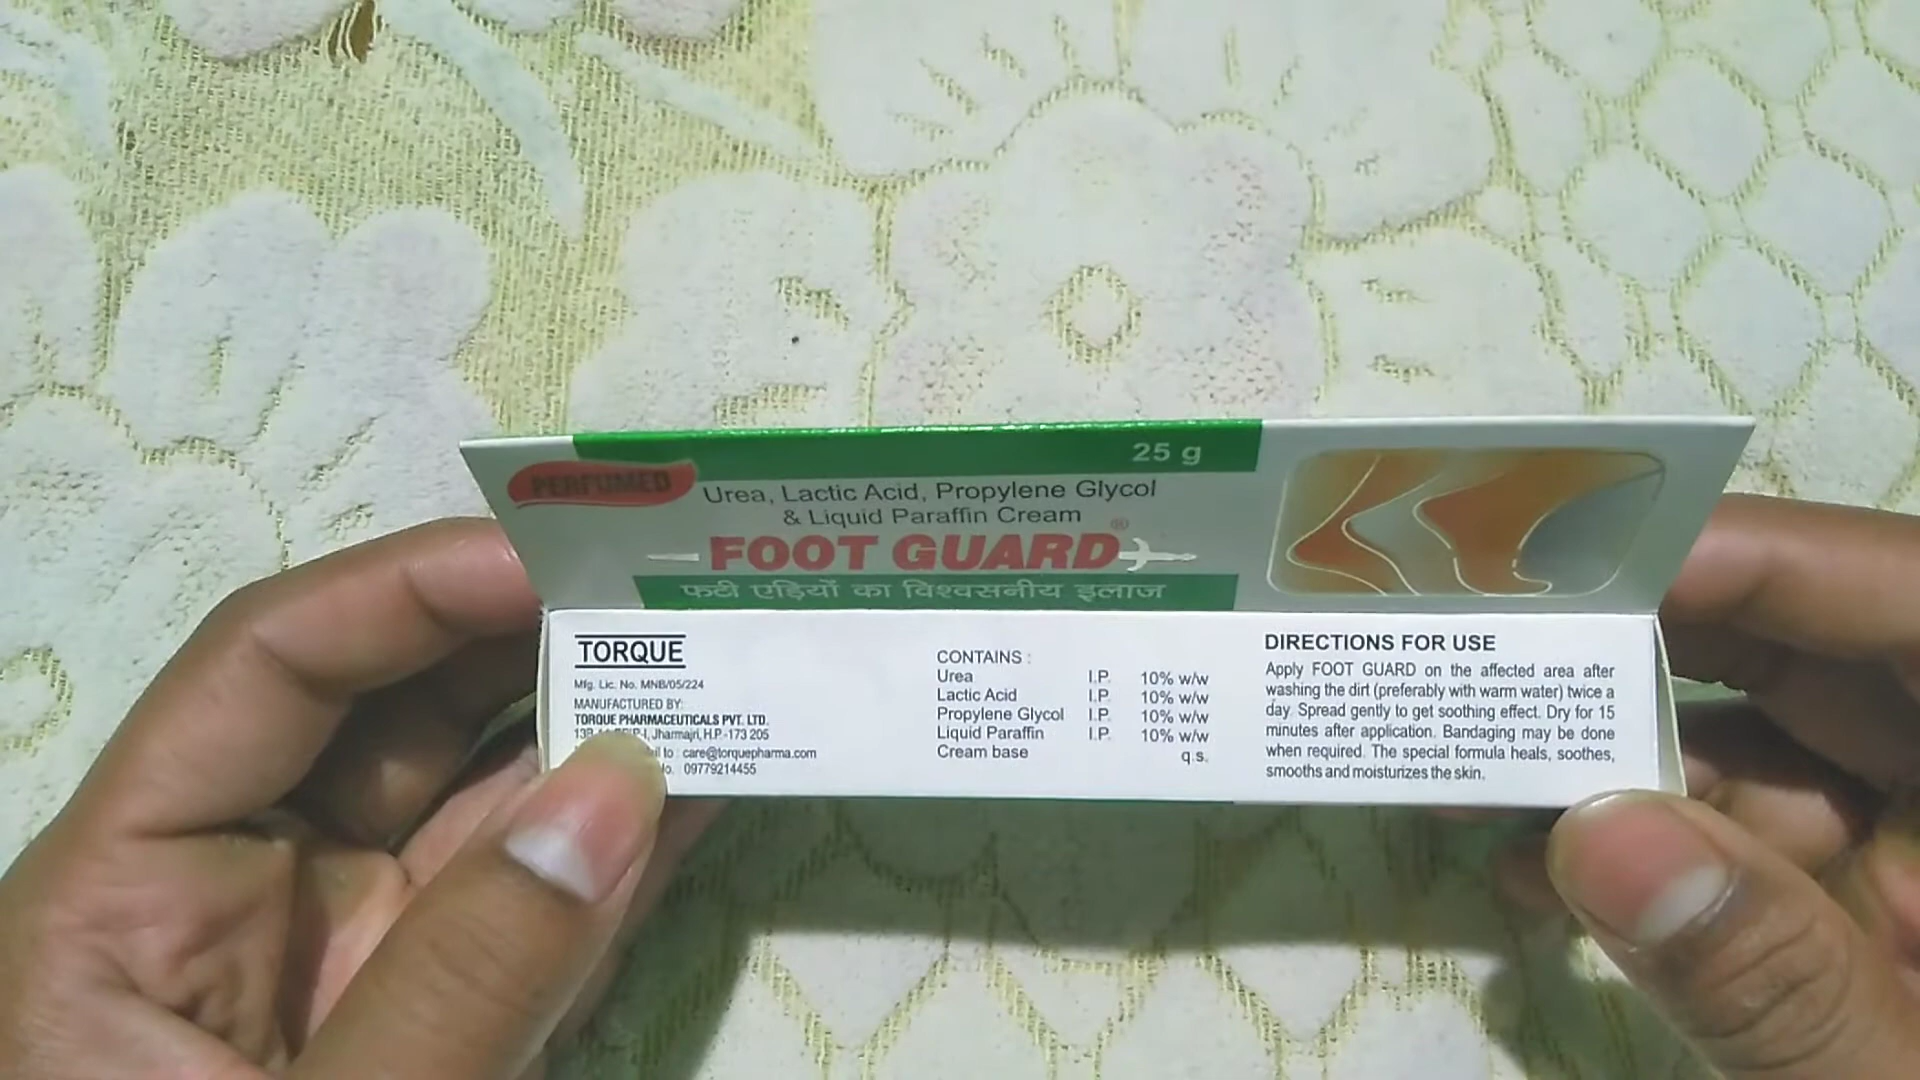 25 g
PERFUMED
Urea, Lactic Acid, Propylene Glycol
& Liquid Paraffin Cream
FOOT GUARD®
फटी एड़ियों का विश्वसनीय इलाज
TORQUE
Mfg. Lic. No. MNB/05/224
MANUFACTURED BY:
TORQUE PHARMACEUTICALS PVT. LTD.
Jharmajri, H.P.-173 205
to : care@torquepharma.com
09779214455
CONTAINS :
Urea I.P. 10% w/w
Lactic Acid I.P. 10% w/w
Propylene Glycol I.P. 10% w/w
Liquid Paraffin I.P. 10% w/w
Cream base q.s.
DIRECTIONS FOR USE
Apply FOOT GUARD on the affected area after
washing the dirt (preferably with warm water) twice a
day. Spread gently to get soothing effect. Dry for 15
minutes after application. Bandaging may be done
when required. The special formula heals, soothes,
smooths and moisturizes the skin.